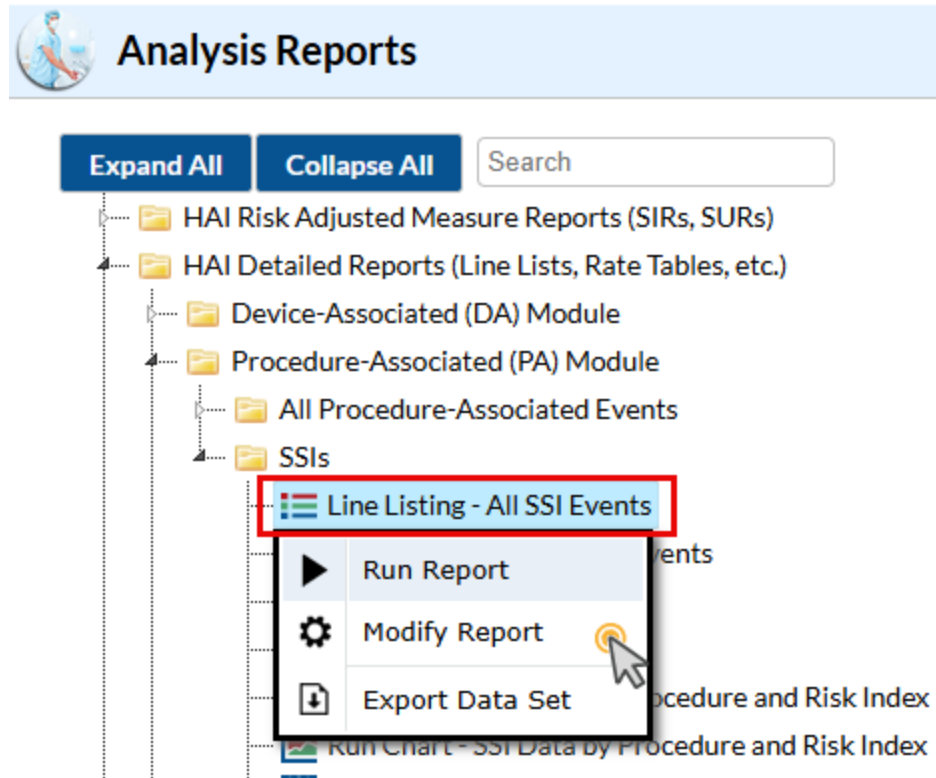 Analysis Reports
Expand All
Collapse All
Search
HAI Risk Adjusted Measure Reports (SIRs, SURs)
HAI Detailed Reports (Line Lists, Rate Tables, etc.)
Device-Associated (DA) Module
Procedure-Associated (PA) Module
All Procedure-Associated Events
SSIs
Line Listing - All SSI Events
Run Report
Modify Report
Export Data Set
and Risk Index
Run Chart - SSI Data by Procedure and Risk Index